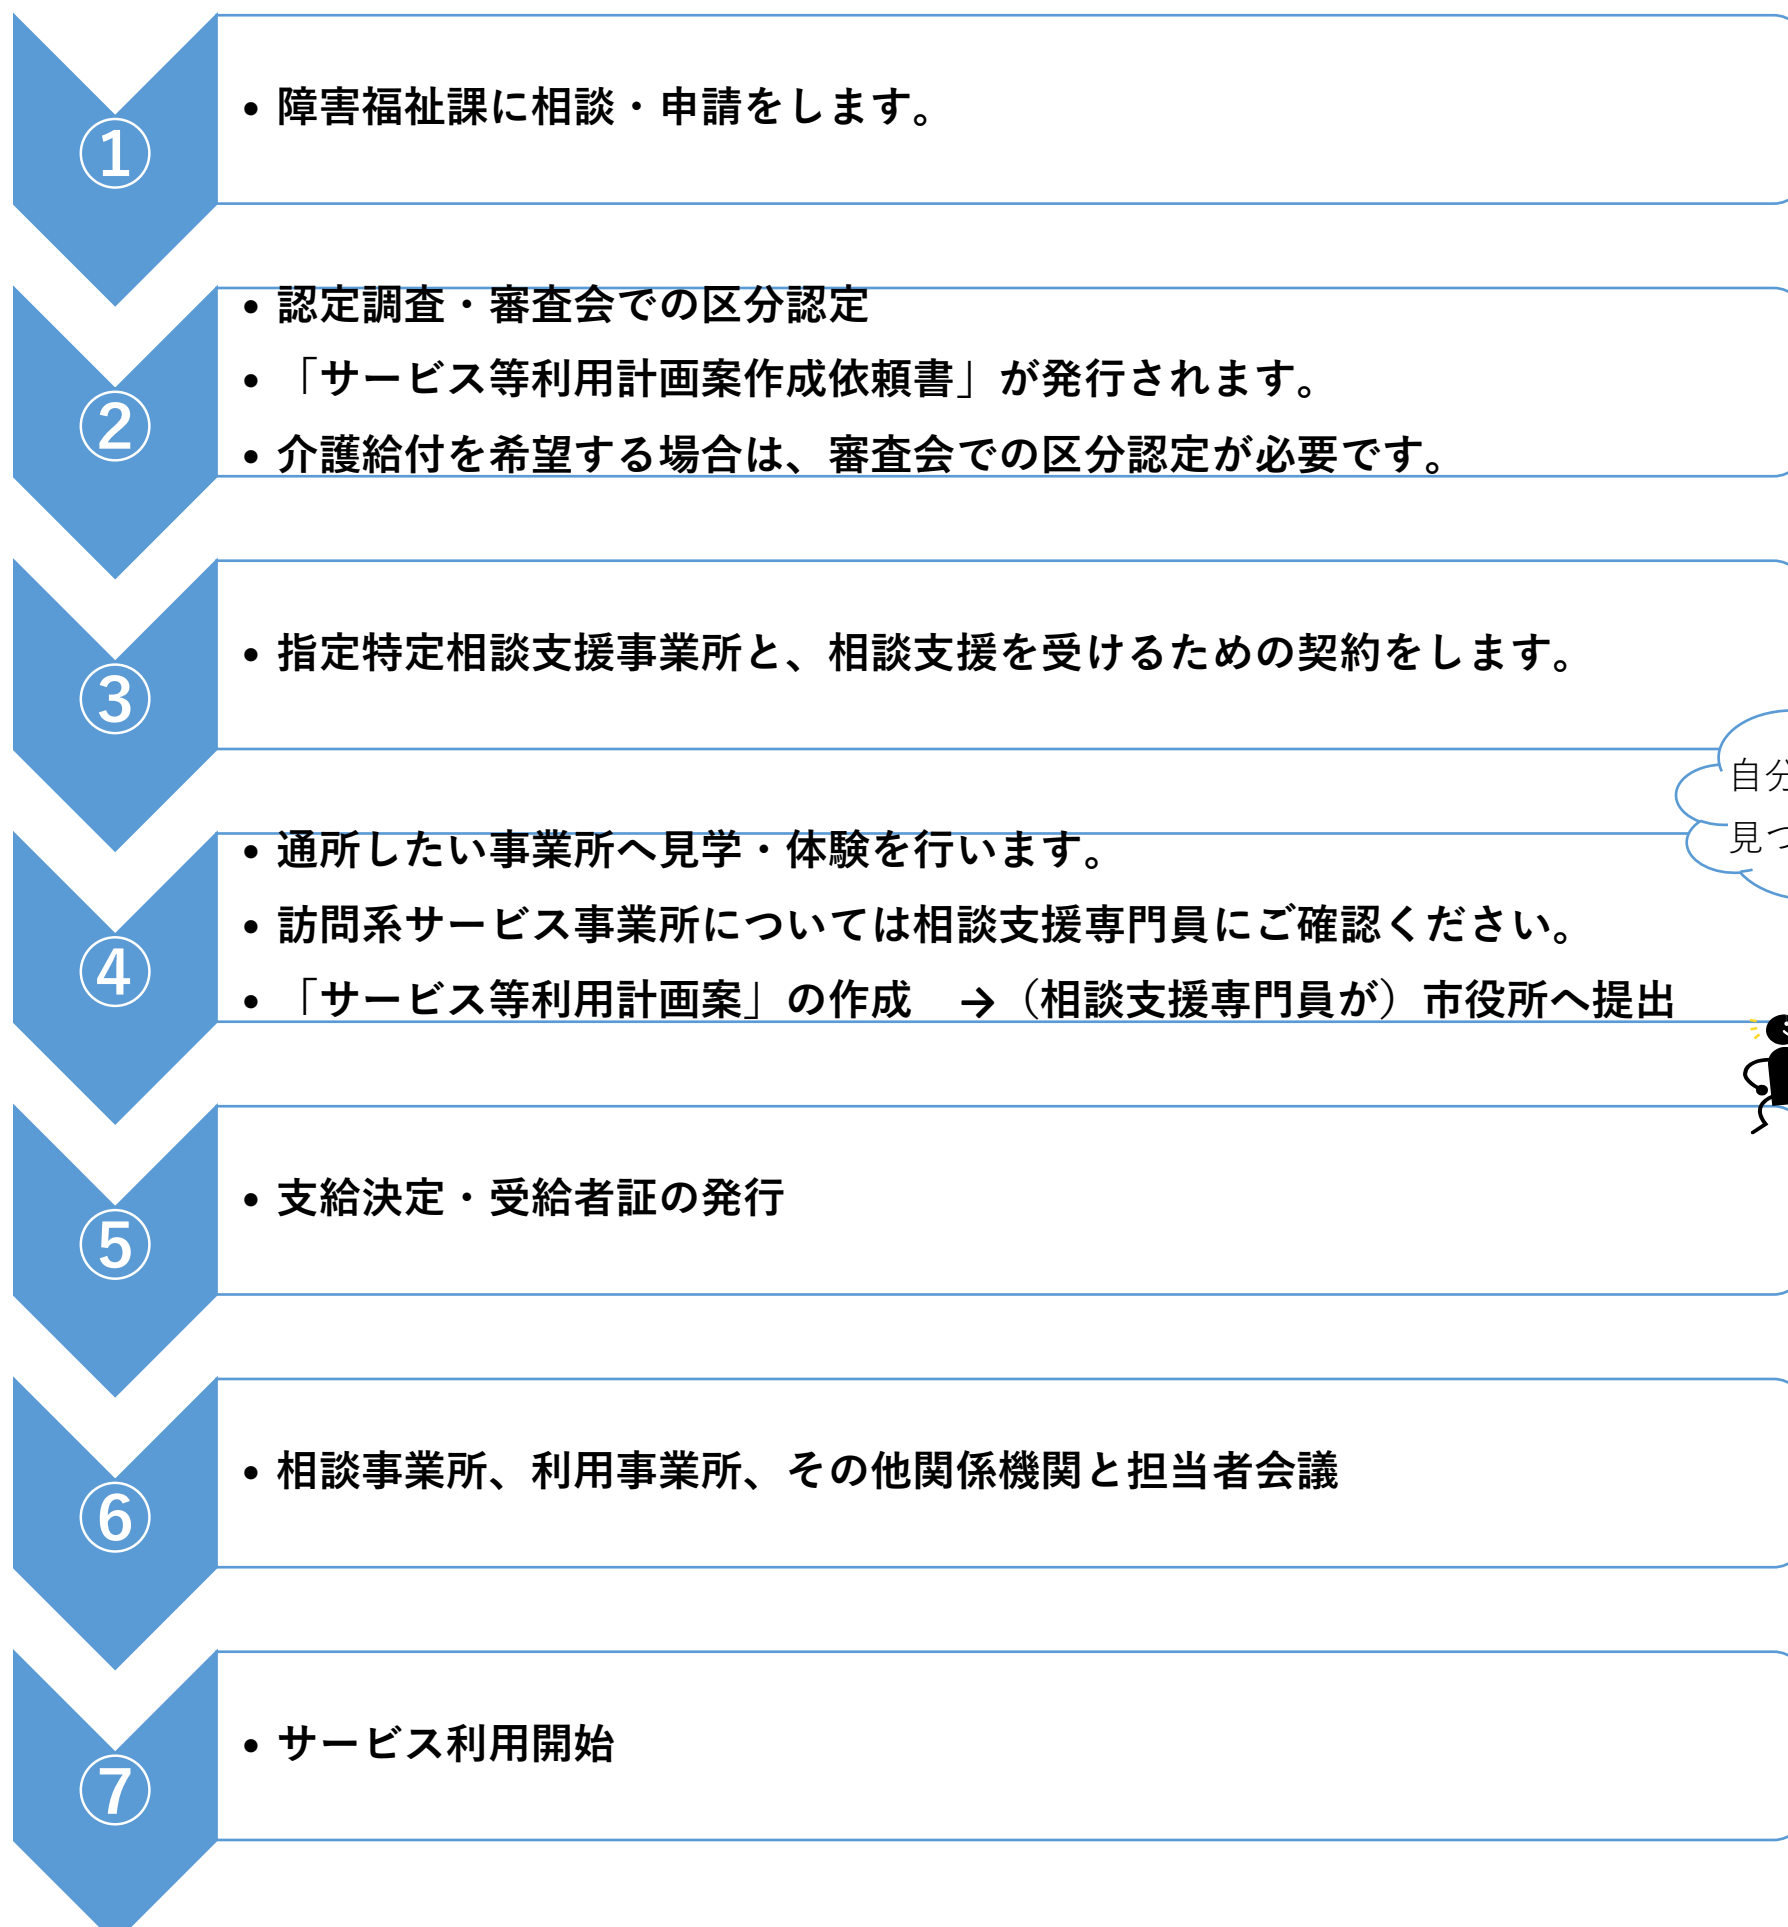 ①
• 障害福祉課に相談・申請をします。
②
• 認定調査・審査会での区分認定
• 「サービス等利用計画案作成依頼書」が発行されます。
• 介護給付を希望する場合は、審査会での区分認定が必要です。
③
• 指定特定相談支援事業所と、相談支援を受けるための契約をします。
自分
見つ
④
• 通所したい事業所へ見学・体験を行います。
• 訪問系サービス事業所については相談支援専門員にご確認ください。
• 「サービス等利用計画案」の作成　→（相談支援専門員が）市役所へ提出
⑤
• 支給決定・受給者証の発行
⑥
• 相談事業所、利用事業所、その他関係機関と担当者会議
⑦
• サービス利用開始